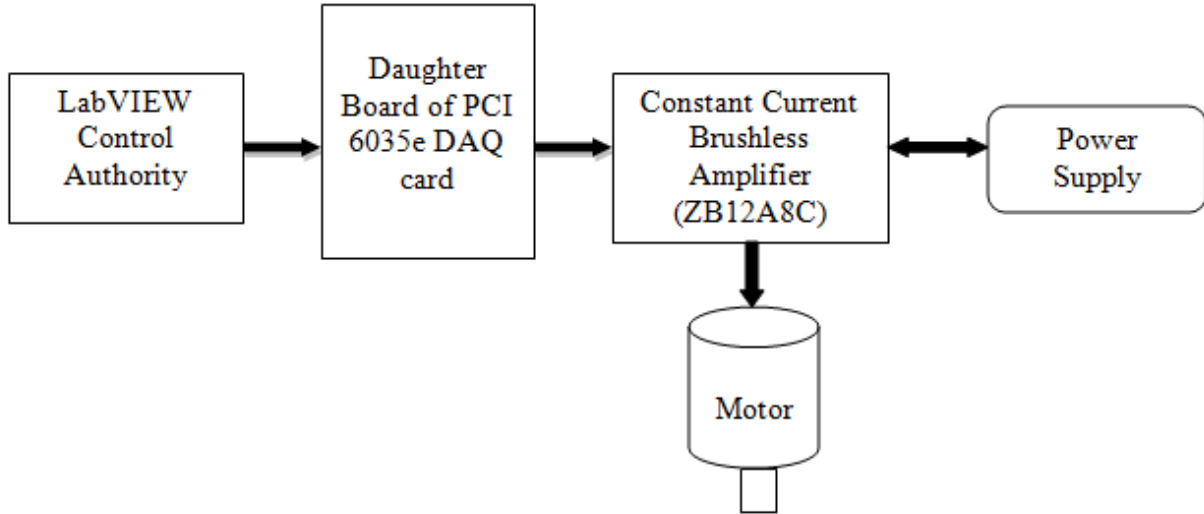 LabVIEW
Control
Authority
Daughter
Board of PCI
6035e DAQ
card
Constant Current
Brushless
Amplifier
(ZB12A8C)
Power
Supply
Motor